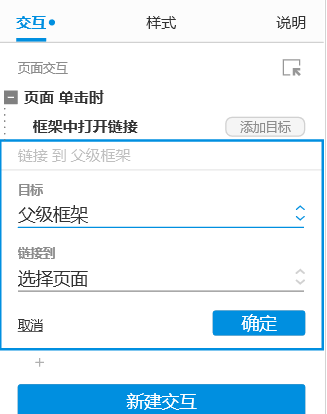 交互 样式 说明
页面交互
页面 单击时
框架中打开链接 添加目标
链接 到 父级框架
目标
父级框架
链接到
选择页面
取消 确定
+
新建交互